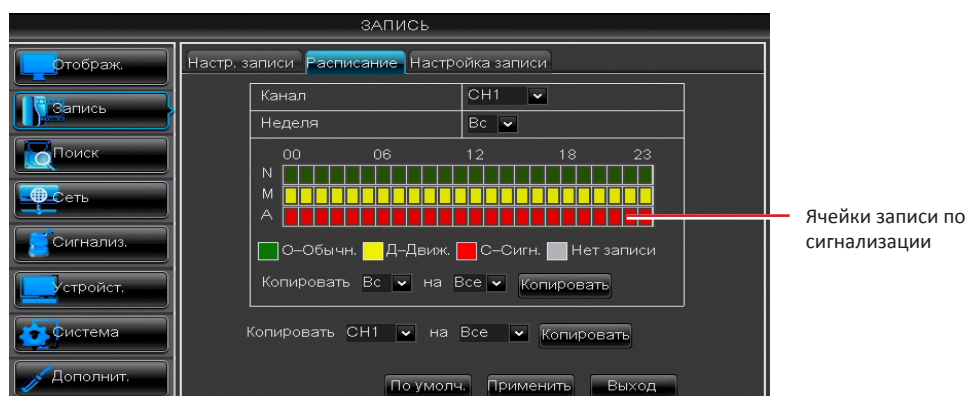 ЗАПИСЬ
Отображ.
Запись
Поиск
Сеть
Сигнализ.
Устройст.
Система
Дополнит.
Настр. записи Расписание Настройка записи
Канал CH1
Неделя Вс
00 06 12 18 23
N
M
A
О–Обычн. Д–Движ. С–Сигн. Нет записи
Копировать Вс на Все Копировать
Копировать CH1 на Все Копировать
По умолч. Применить Выход
Ячейки записи по
сигнализации